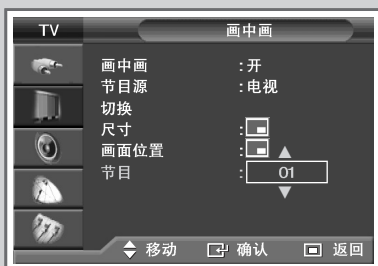 TV 画中画
画中画 :开
节目源 :电视
切换
尺寸 :
画面位置 :
节目 : 01
移动 确认 返回